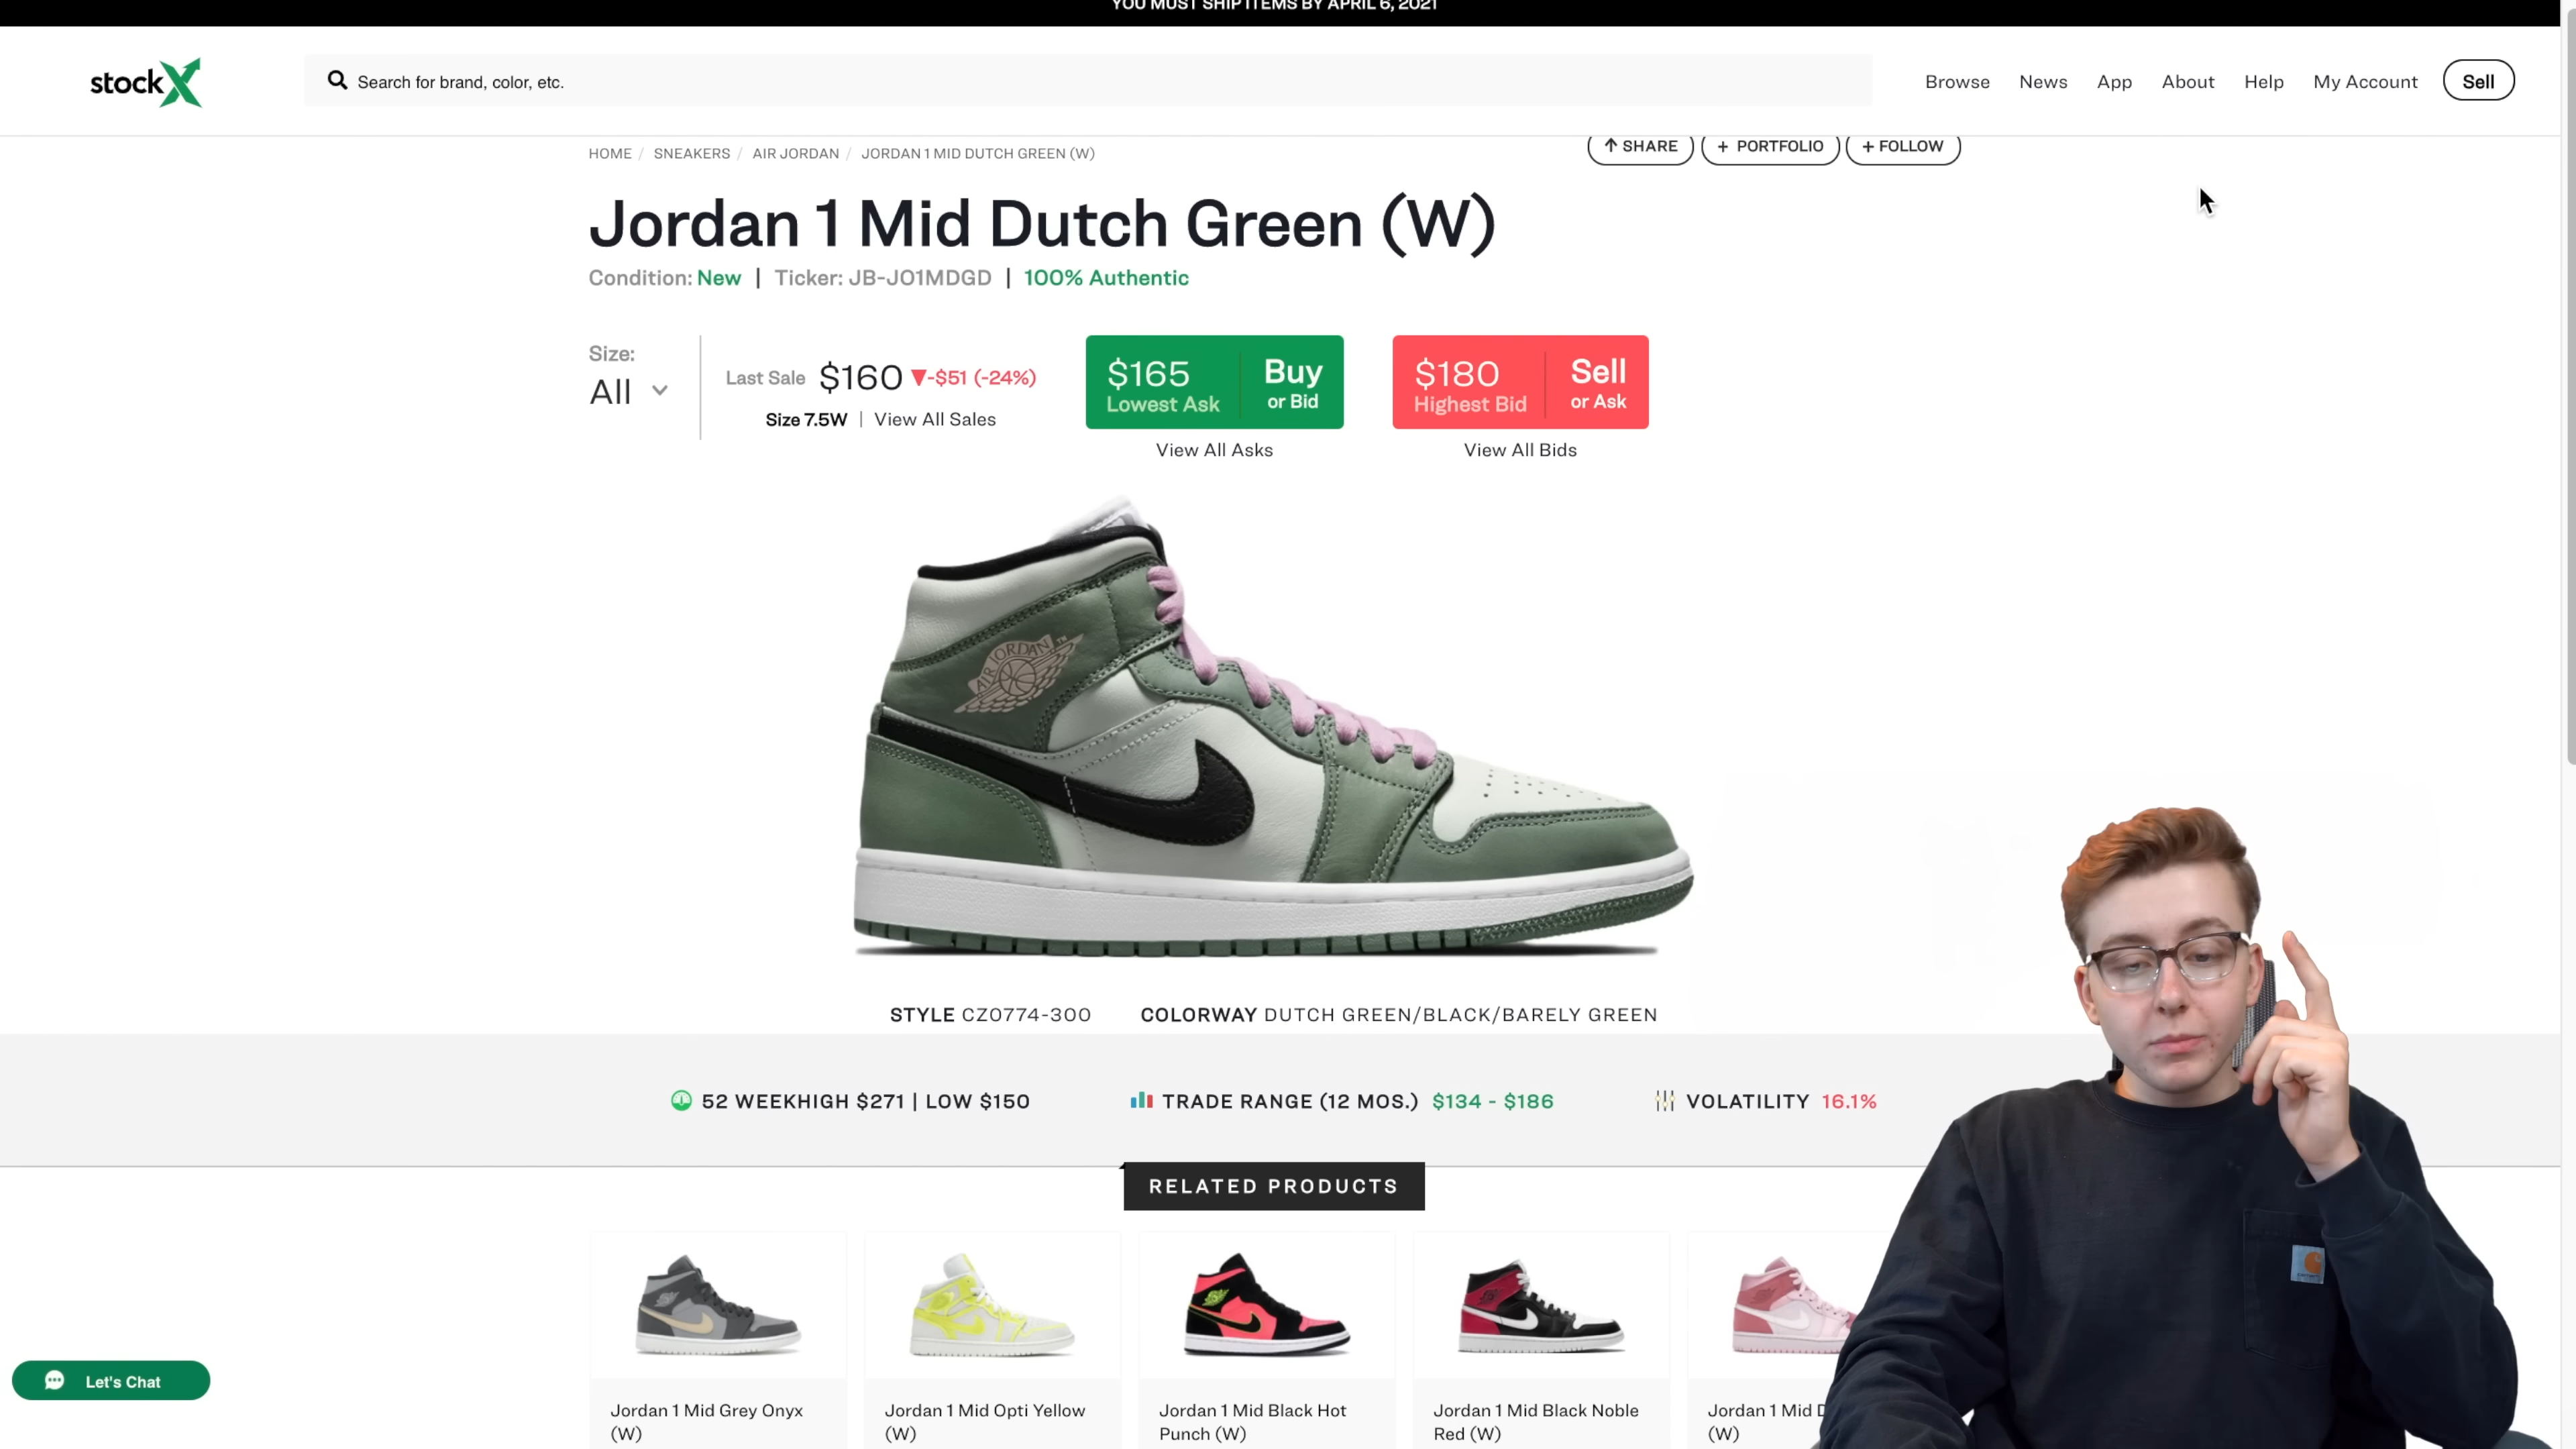 YOU MUST SHIP ITEMS BY APRIL 6, 2021
stockX
Search for brand, color, etc.
Browse News App About Help My Account Sell
HOME / SNEAKERS / AIR JORDAN / JORDAN 1 MID DUTCH GREEN (W)
SHARE + PORTFOLIO + FOLLOW
Jordan 1 Mid Dutch Green (W)
Condition: New | Ticker: JB-JO1MDGD | 100% Authentic
Size:
All
Last Sale $160 ▼-$51 (-24%)
Size 7.5W | View All Sales
$165 Buy
Lowest Ask or Bid
View All Asks
$180 Sell
Highest Bid or Ask
View All Bids
AIR JORDAN™
STYLE CZ0774-300 COLORWAY DUTCH GREEN/BLACK/BARELY GREEN
52 WEEKHIGH $271 | LOW $150 TRADE RANGE (12 MOS.) $134 - $186 VOLATILITY 16.1%
RELATED PRODUCTS
Jordan 1 Mid Grey Onyx
(W)
Jordan 1 Mid Opti Yellow
(W)
Jordan 1 Mid Black Hot
Punch (W)
Jordan 1 Mid Black Noble
Red (W)
Jordan 1 Mid
(W)
Let's Chat